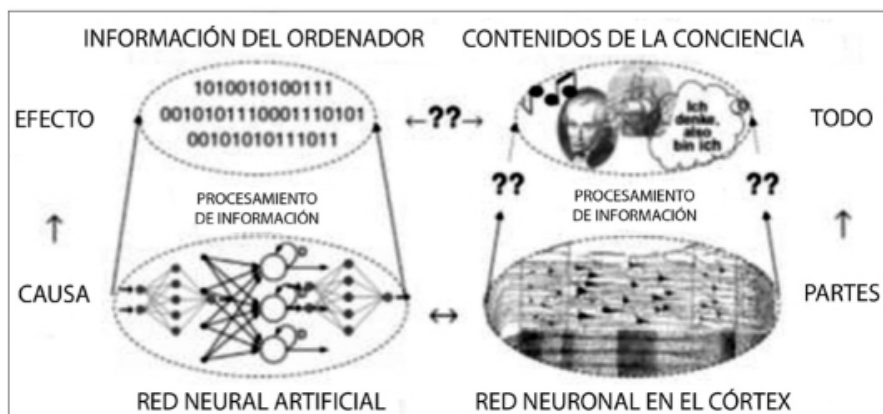 INFORMACIÓN DEL ORDENADOR
CONTENIDOS DE LA CONCIENCIA
1010010100111
00101011100011110101
00101010111011
Ich
denke,
also
bin ich
EFECTO
←??→
TODO
??
??
PROCESAMIENTO
DE INFORMACIÓN
PROCESAMIENTO
DE INFORMACIÓN
CAUSA
PARTES
RED NEURAL ARTIFICIAL
RED NEURONAL EN EL CÓRTEX